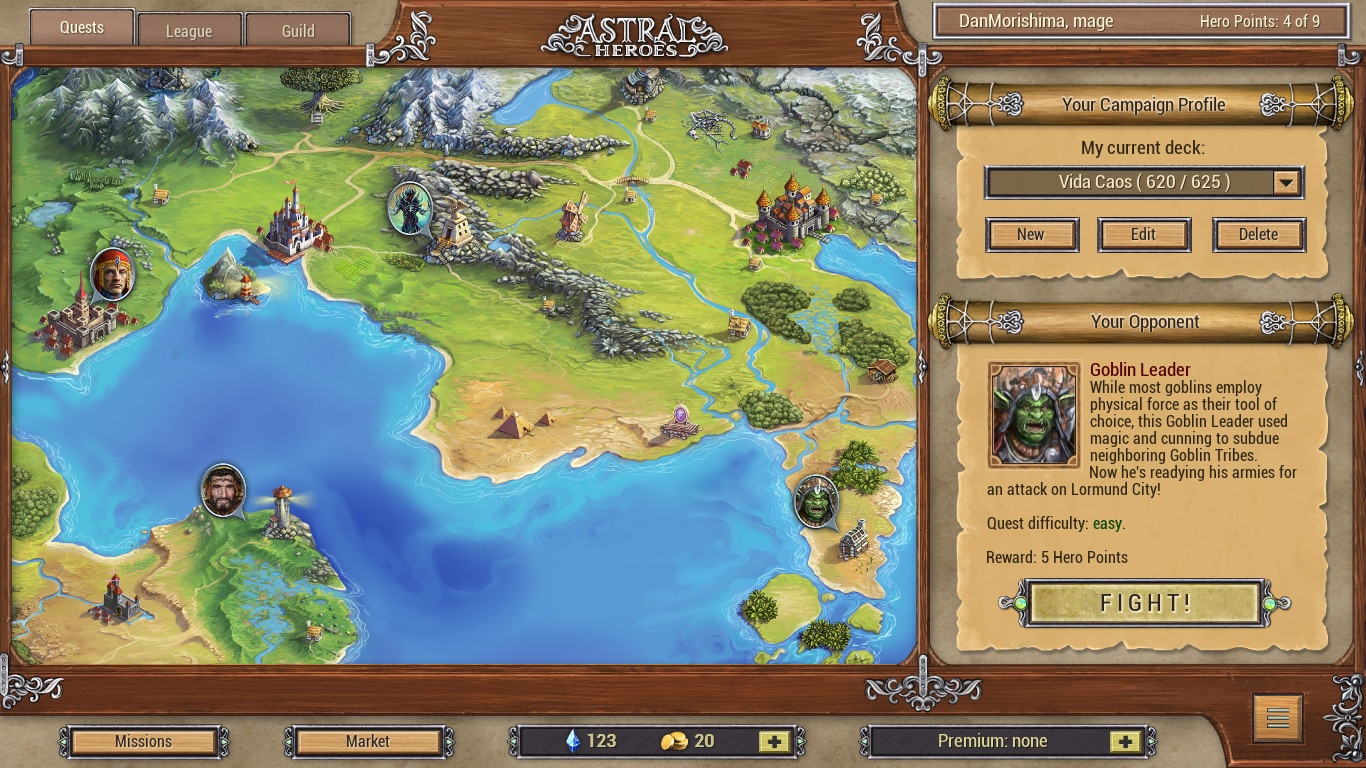 Quests
League
Guild
ASTRAL
HEROES
DanMorishima, mage
Hero Points: 4 of 9
Your Campaign Profile
My current deck:
Vida Caos ( 620 / 625 )
New
Edit
Delete
Your Opponent
Goblin Leader
While most goblins employ
physical force as their tool of
choice, this Goblin Leader used
magic and cunning to subdue
neighboring Goblin Tribes.
Now he's readying his armies for
an attack on Lormund City!
Quest difficulty: easy.
Reward: 5 Hero Points
FIGHT!
Missions
Market
123
20
Premium: none